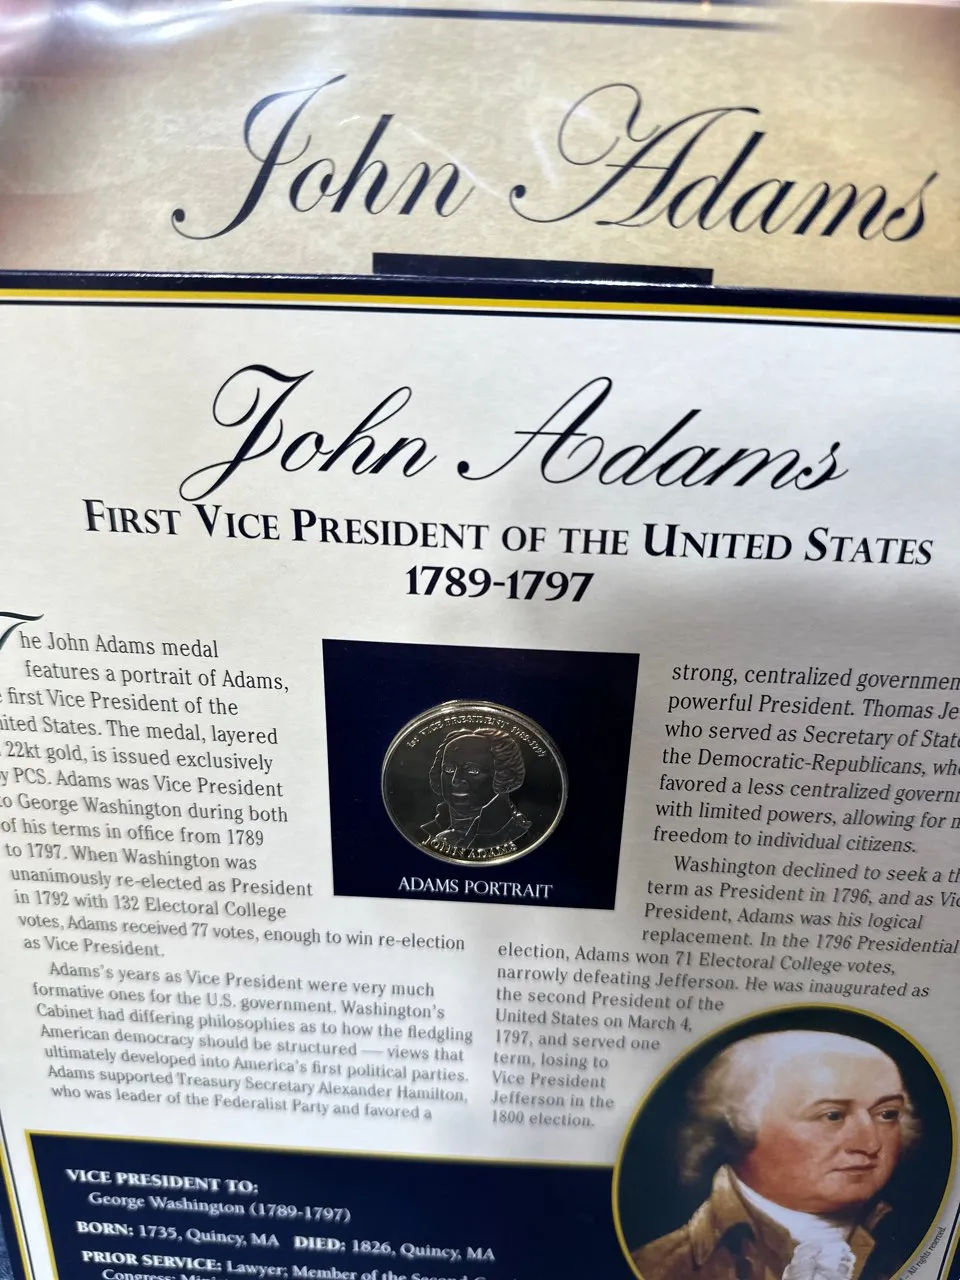 John Adams
John Adams
FIRST VICE PRESIDENT OF THE UNITED STATES
1789-1797
The John Adams medal
features a portrait of Adams,
first Vice President of the
ited States. The medal, layered
22kt gold, is issued exclusively
y PCS. Adams was Vice President
to George Washington during both
of his terms in office from 1789
to 1797. When Washington was
unanimously re-elected as President
in 1792 with 132 Electoral College
votes, Adams received 77 votes, enough to win re-election
as Vice President.
Adams's years as Vice President were very much
formative ones for the U.S. government. Washington's
Cabinet had differing philosophies as to how the fledgling
American democracy should be structured — views that
ultimately developed into America's first political parties.
Adams supported Treasury Secretary Alexander Hamilton,
who was leader of the Federalist Party and favored a
1st VICE PRESIDENT 1789-1797
JOHN ADAMS
ADAMS PORTRAIT
strong, centralized governmen
powerful President. Thomas Je
who served as Secretary of State
the Democratic-Republicans, wh
favored a less centralized governm
with limited powers, allowing for m
freedom to individual citizens.
Washington declined to seek a th
term as President in 1796, and as Vic
President, Adams was his logical
replacement. In the 1796 Presidential
election, Adams won 71 Electoral College votes,
narrowly defeating Jefferson. He was inaugurated as
the second President of the
United States on March 4,
1797, and served one
term, losing to
Vice President
Jefferson in the
1800 election.
VICE PRESIDENT TO:
George Washington (1789-1797)
BORN: 1735, Quincy, MA DIED: 1826, Quincy, MA
PRIOR SERVICE: Lawyer; Member of the Second
Congress; Mini
All rights reserved.